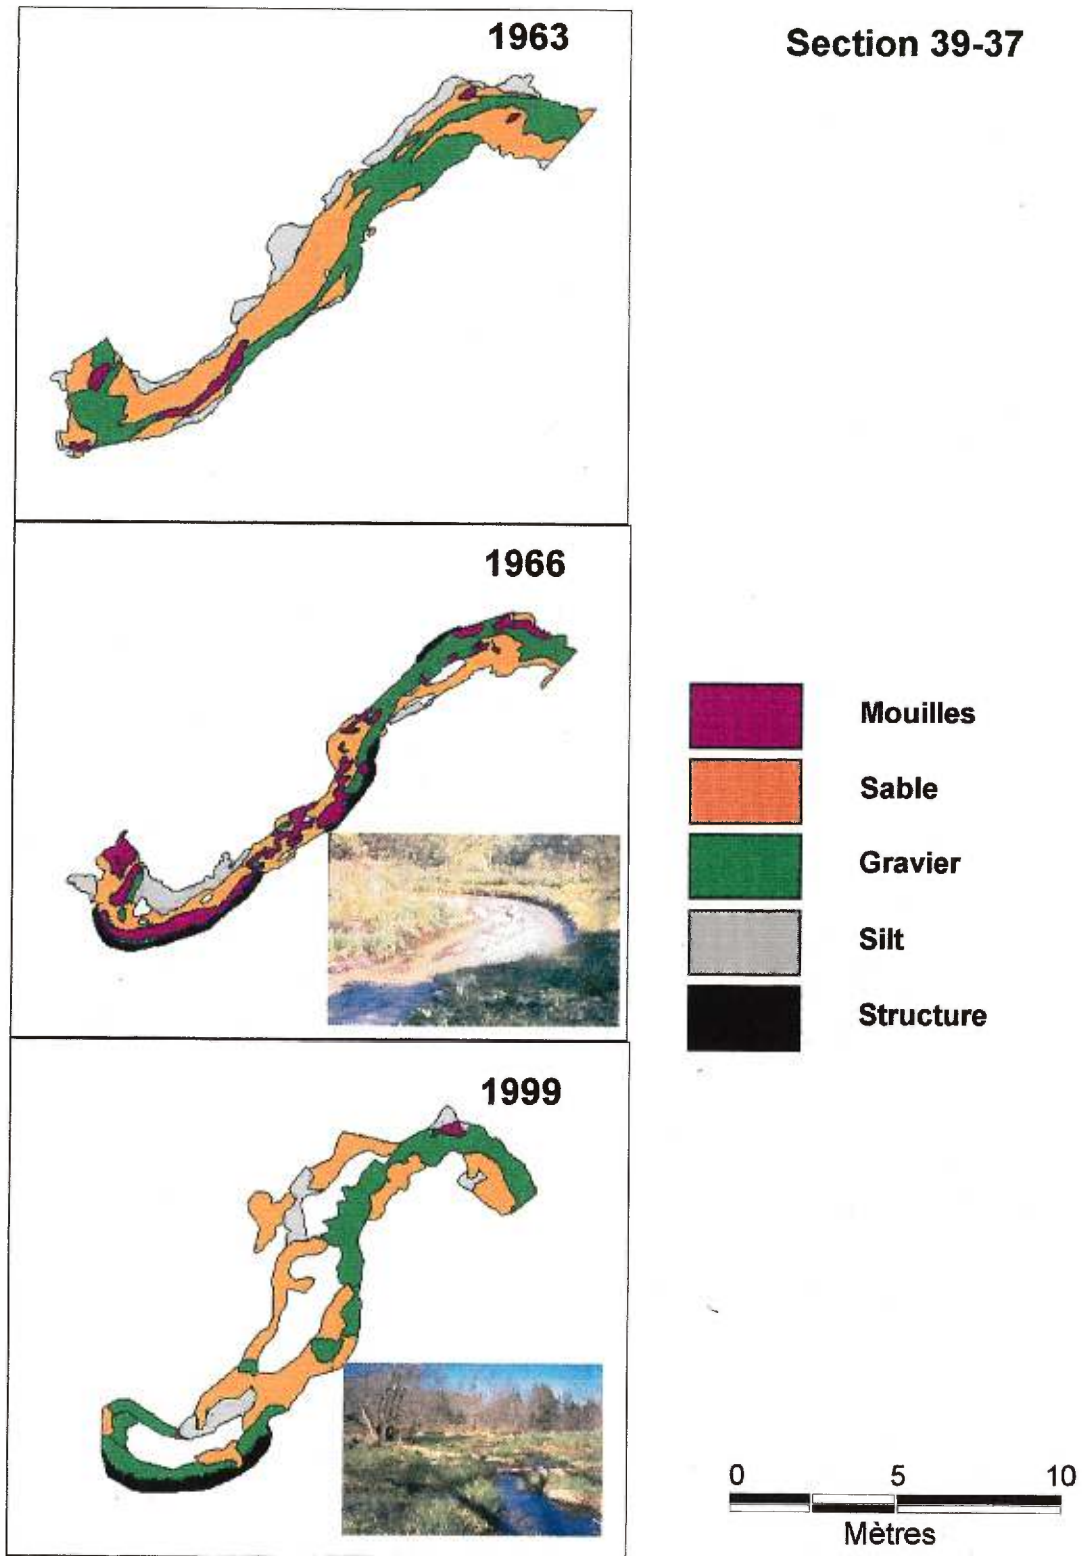 1963
Section 39-37
1966
Mouilles
Sable
Gravier
Silt
Structure
1999
0 5 10
Mètres